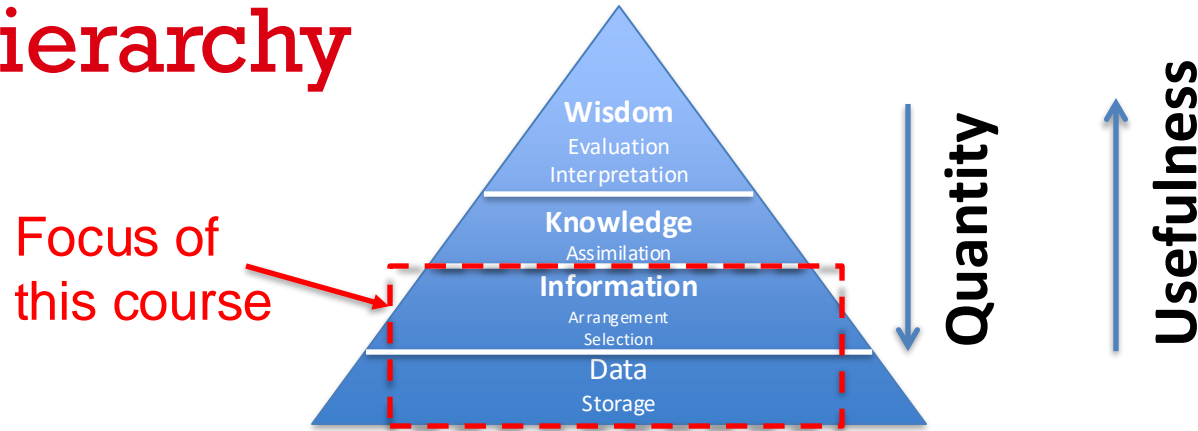 ierarchy
Wisdom
Evaluation
Interpretation
Knowledge
Assimilation
Information
Arrangement
Selection
Data
Storage
Focus of
this course
Quantity
Usefulness